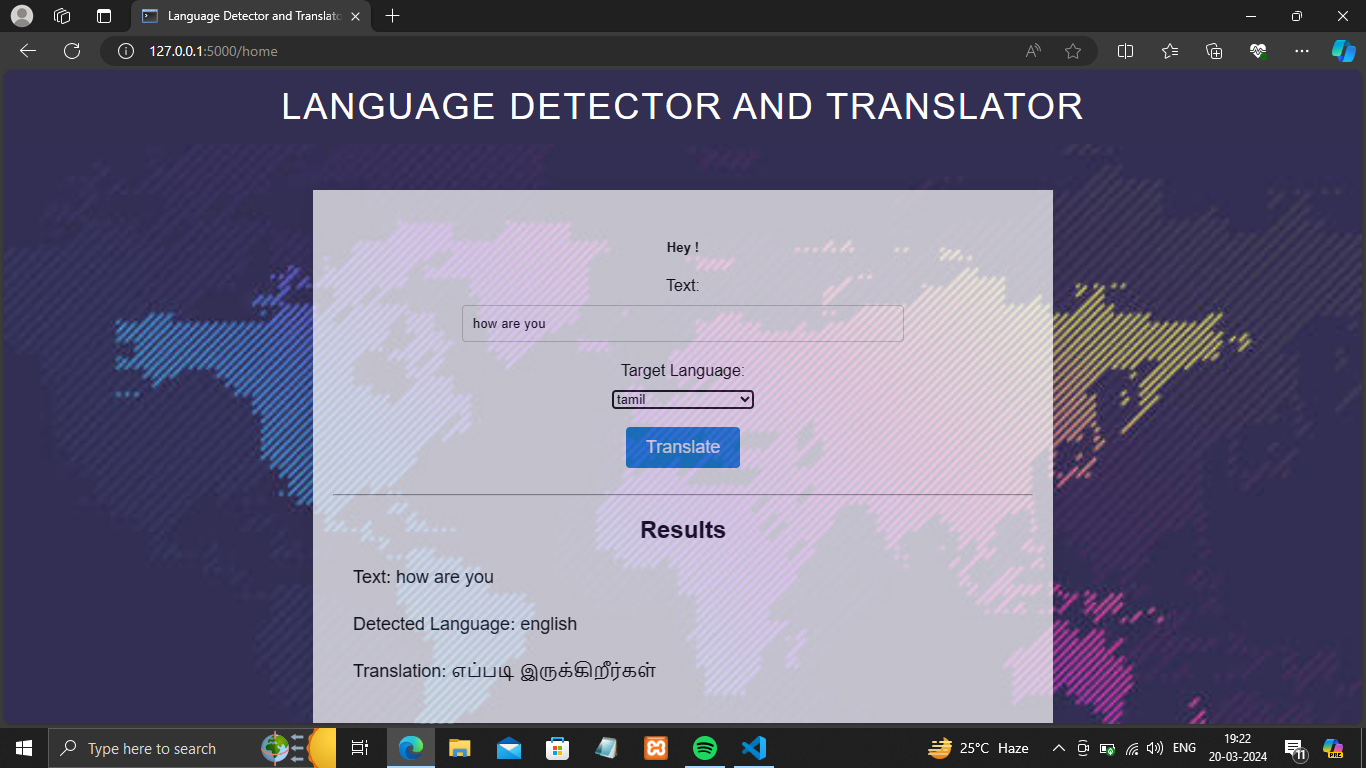 Language Detector and Translato
127.0.0.1:5000/home
LANGUAGE DETECTOR AND TRANSLATOR
Hey !
Text:
how are you
Target Language:
tamil
Translate
Results
Text: how are you
Detected Language: english
Translation: எப்படி இருக்கிறீர்கள்
Type here to search
25°C Haze
ENG
19:22
20-03-2024
11
PRE